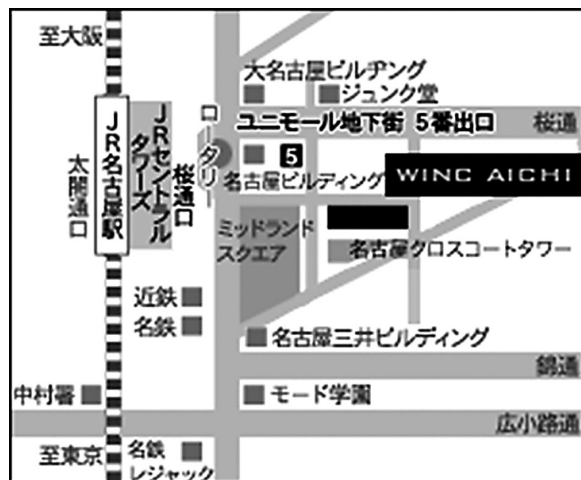 至大阪
大名古屋ビルヂング
ジュンク堂
ユニモール地下街 5番出口
桜通
ロータリー
JRセントラル
タワーズ
JR名古屋駅
太閤通口
桜通口
5
名古屋ビルディング
WINC AICHI
ミッドランド
スクエア
名古屋クロスコートタワー
近鉄
名鉄
名古屋三井ビルディング
錦通
中村署
モード学園
広小路通
至東京
名鉄
レジャック